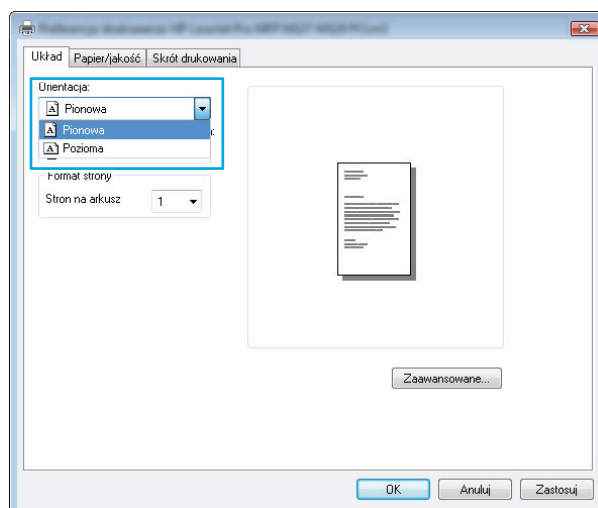 Układ Papier/jakość Skrót drukowania
Orientacja:
Pionowa
Pionowa
Pozioma
Format strony
Stron na arkusz 1
Zaawansowane...
OK Anuluj Zastosuj